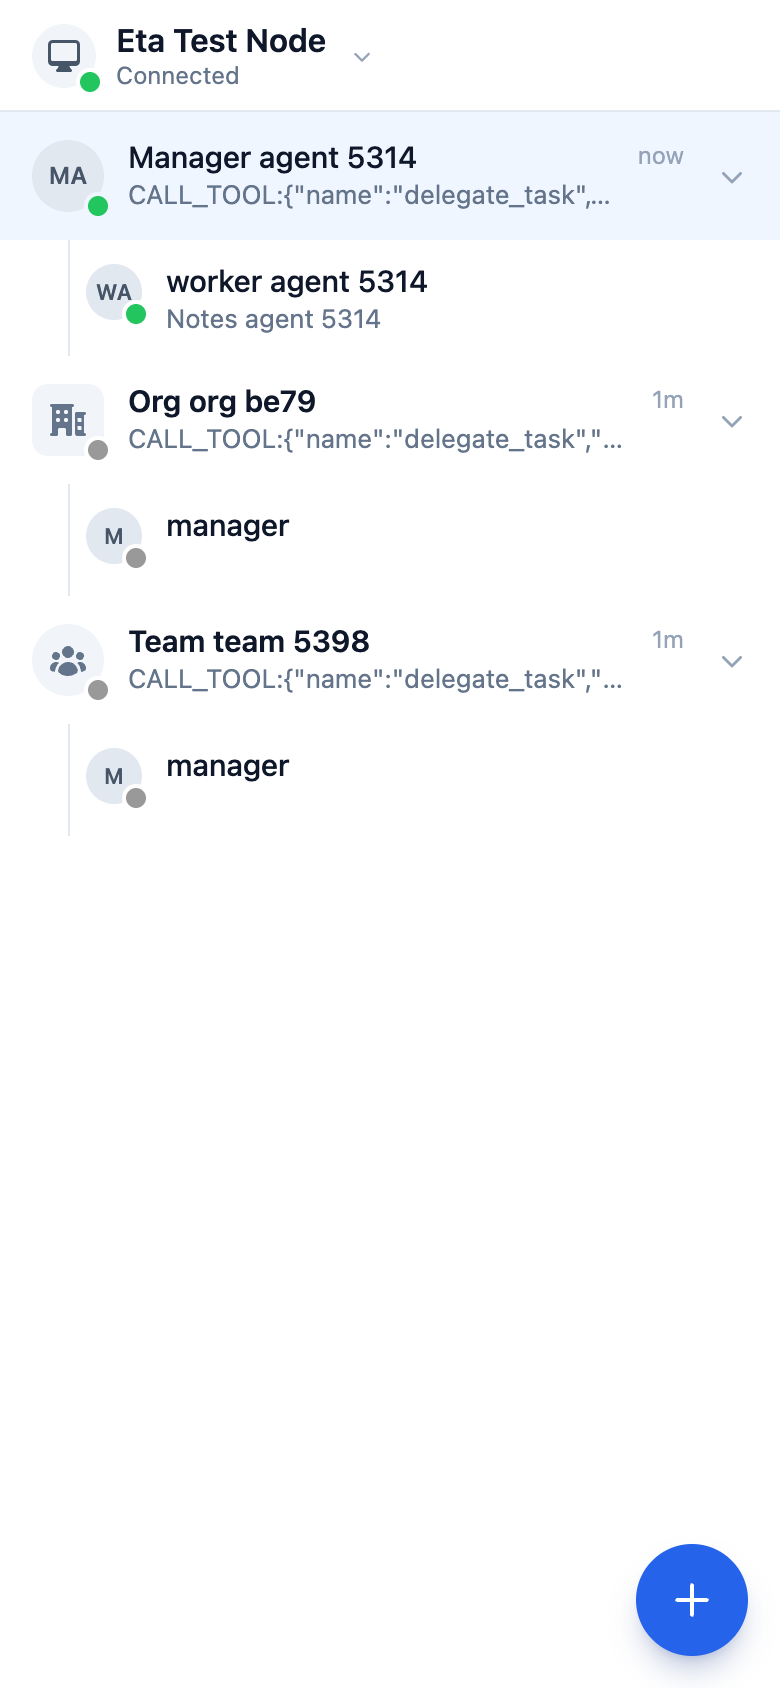 Eta Test Node
Connected
Manager agent 5314
now
MA
CALL_TOOL:{"name":"delegate_task",...
worker agent 5314
WA
Notes agent 5314
Org org be79
1m
CALL_TOOL:{"name":"delegate_task","...
manager
M
Team team 5398
1m
CALL_TOOL:{"name":"delegate_task","...
manager
M